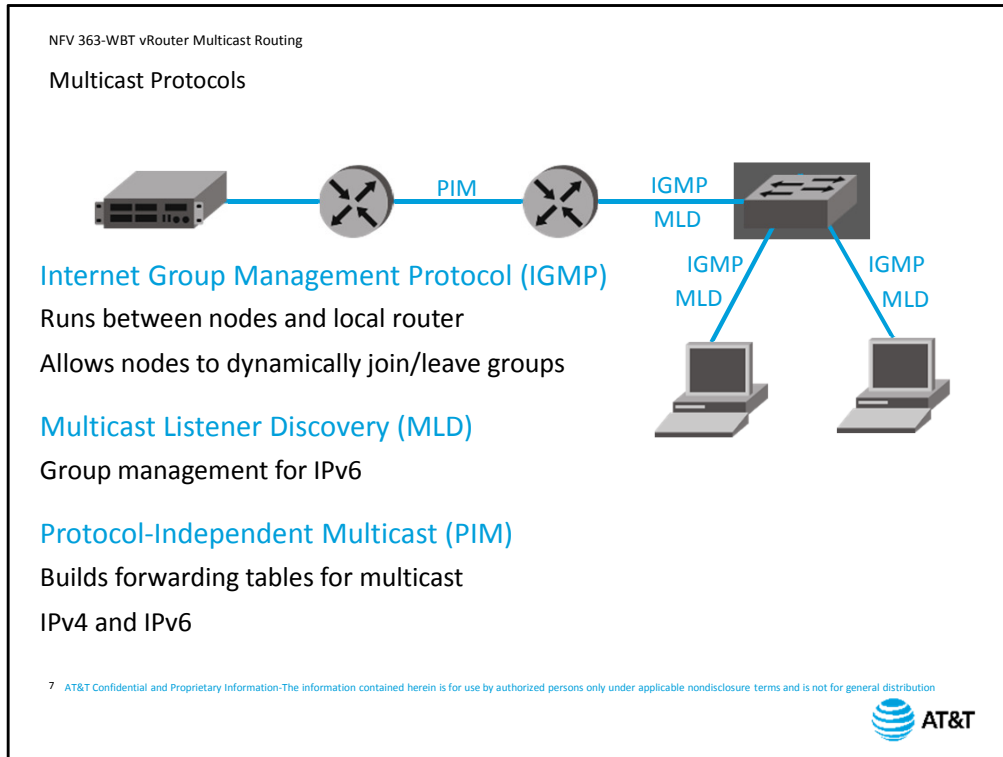 NFV 363-WBT vRouter Multicast Routing
Multicast Protocols
PIM
IGMP
MLD
IGMP
MLD
IGMP
MLD
Internet Group Management Protocol (IGMP)
Runs between nodes and local router
Allows nodes to dynamically join/leave groups
Multicast Listener Discovery (MLD)
Group management for IPv6
Protocol-Independent Multicast (PIM)
Builds forwarding tables for multicast
IPv4 and IPv6
7 AT&T Confidential and Proprietary Information-The information contained herein is for use by authorized persons only under applicable nondisclosure terms and is not for general distribution
AT&T